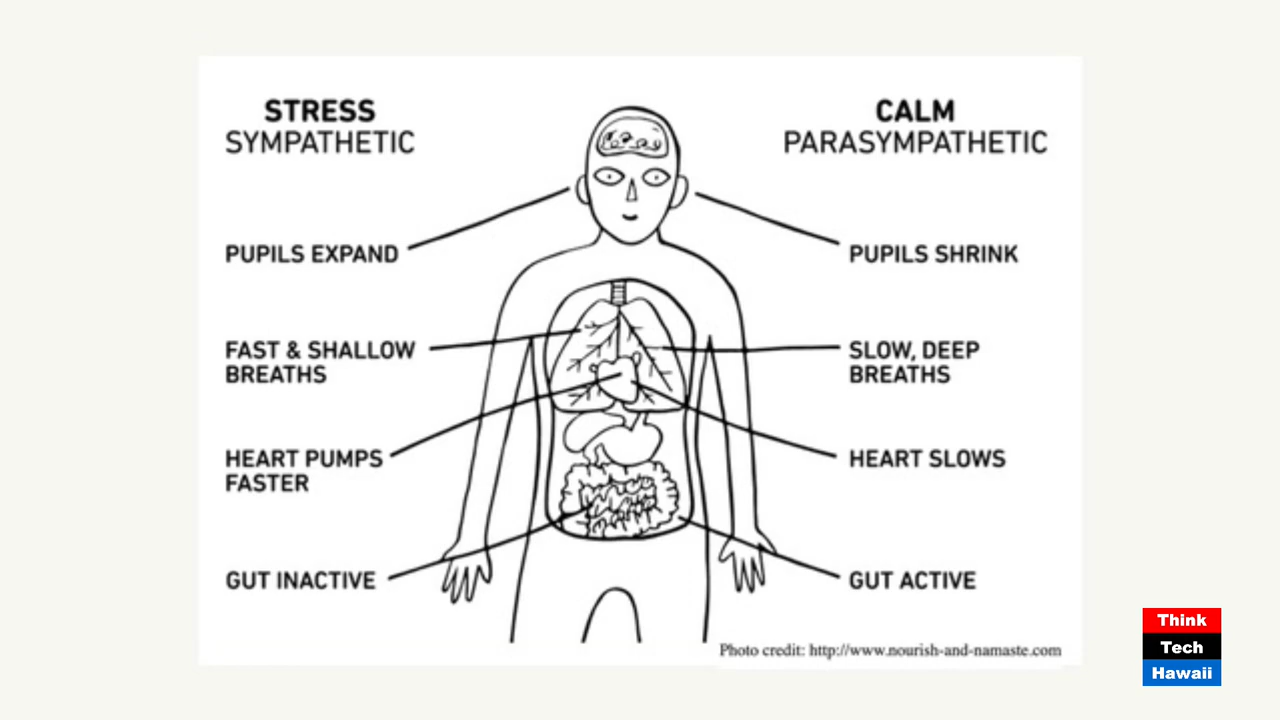 STRESS
SYMPATHETIC
CALM
PARASYMPATHETIC
PUPILS EXPAND
PUPILS SHRINK
FAST & SHALLOW
BREATHS
SLOW, DEEP
BREATHS
HEART PUMPS
FASTER
HEART SLOWS
GUT INACTIVE
GUT ACTIVE
Photo credit: http://www.nourish-and-namaste.com
Think
Tech
Hawaii